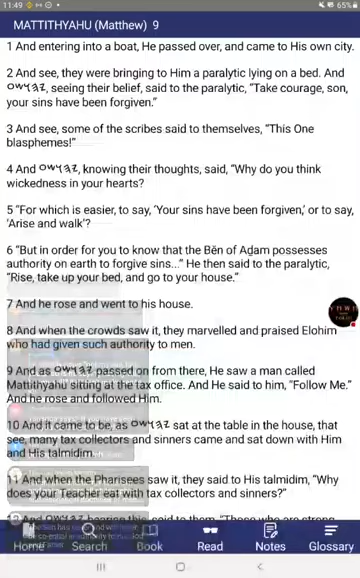 11:49
65%
MATTITHYAHU (Matthew) 9
1 And entering into a boat, He passed over, and came to His own city.
2 And see, they were bringing to Him a paralytic lying on a bed. And
𐤏𐤅𐤔𐤅𐤄𐤉, seeing their belief, said to the paralytic, “Take courage, son,
your sins have been forgiven.”
3 And see, some of the scribes said to themselves, “This One
blasphemes!”
4 And 𐤏𐤅𐤔𐤅𐤄𐤉, knowing their thoughts, said, “Why do you think
wickedness in your hearts?
5 “For which is easier, to say, ‘Your sins have been forgiven,’ or to say,
‘Arise and walk’?
6 “But in order for you to know that the Bĕn of Aḏam possesses
authority on earth to forgive sins...” He then said to the paralytic,
“Rise, take up your bed, and go to your house.”
7 And he rose and went to his house.
8 And when the crowds saw it, they marvelled and praised Elohim
who had given such authority to men.
9 And as passed on from there, He saw a man called
Mattithyahu sitting at the tax office. And He said to him, “Follow Me.”
And he rose and followed Him.
10 And it came to be, as sat at the table in the house, that
see, many tax collectors and sinners came and sat down with Him
and His talmidim.
11 And when the Pharisees saw it, they said to His talmidim, “Why
does your Teacher eat with tax collectors and sinners?”
Home Search Book Read Notes Glossary